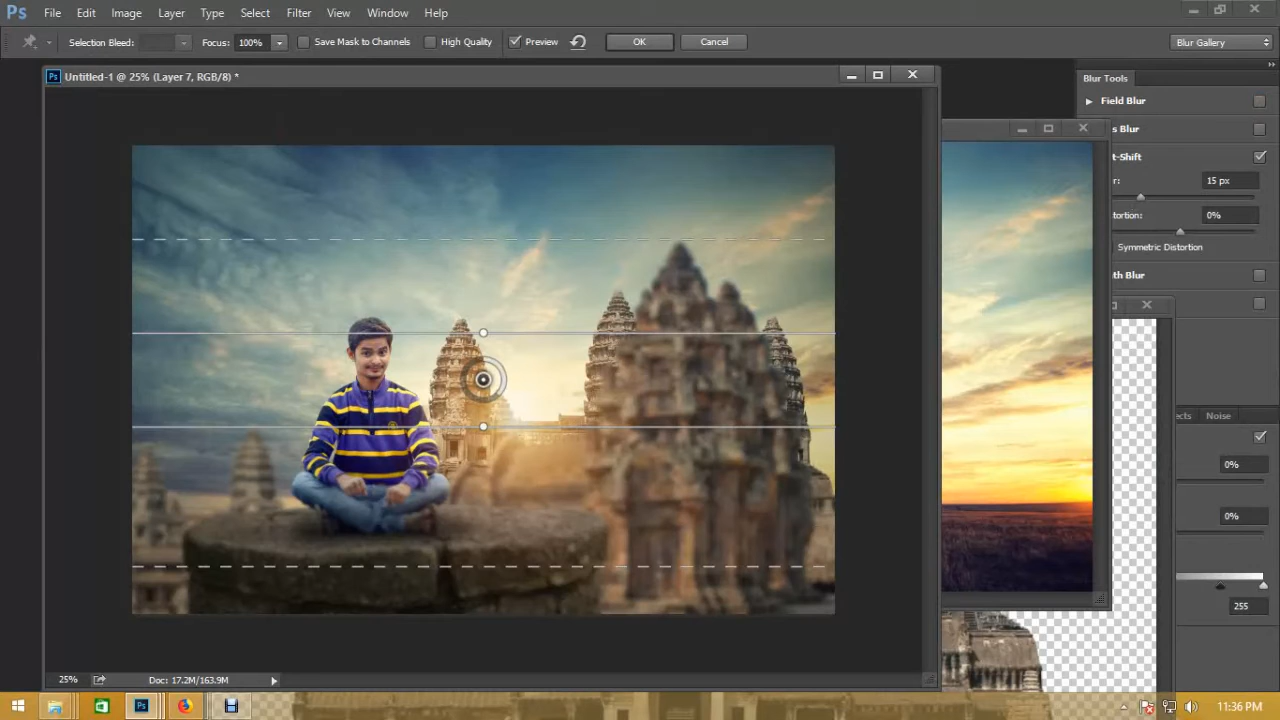 Ps File Edit Image Layer Type Select Filter View Window Help
Selection Bleed: Focus: 100% Save Mask to Channels High Quality Preview OK Cancel Blur Gallery
Ps Untitled-1 @ 25% (Layer 7, RGB/8) *
Blur Tools
Field Blur
s Blur
t-Shift
r: 15 px
tortion: 0%
Symmetric Distortion
th Blur
ects Noise
0%
0%
255
25% Doc: 17.2M/163.9M
Ps 11:36 PM